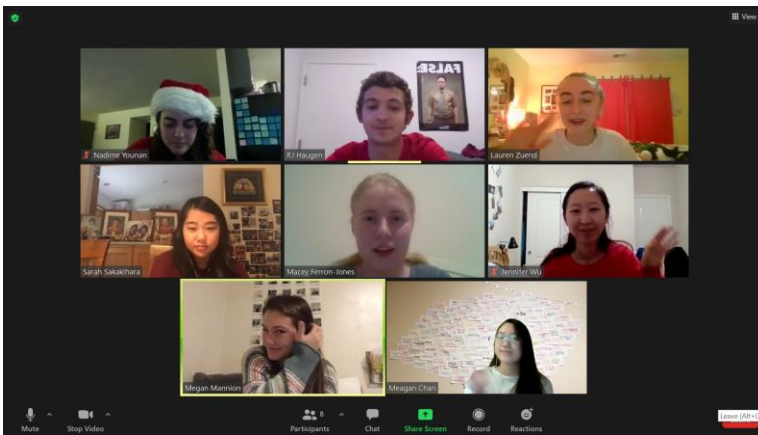 View
Nadime Younan
RJ Haugen
FALSE.
Lauren Zuend
Sarah Sakakihara
Macey Ferron-Jones
Jennifer Wu
Megan Mannion
Meagan Chan
Mute
Stop Video
Participants
8
Chat
Share Screen
Record
Reactions
Leave (Alt+Q